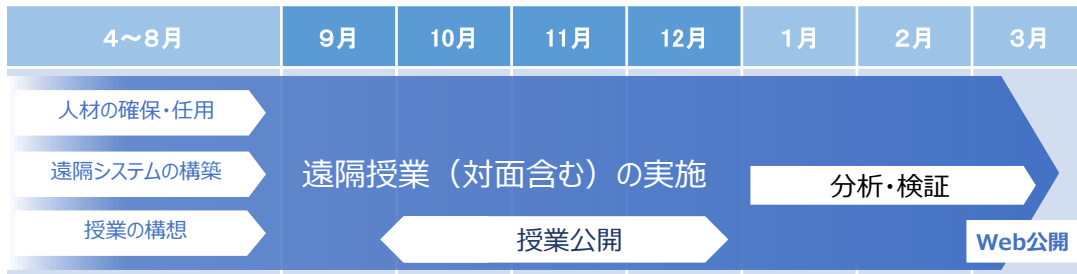 4～8月
9月
10月
11月
12月
1月
2月
3月
人材の確保・任用
遠隔システムの構築
授業の構想
遠隔授業（対面含む）の実施
授業公開
分析・検証
Web公開